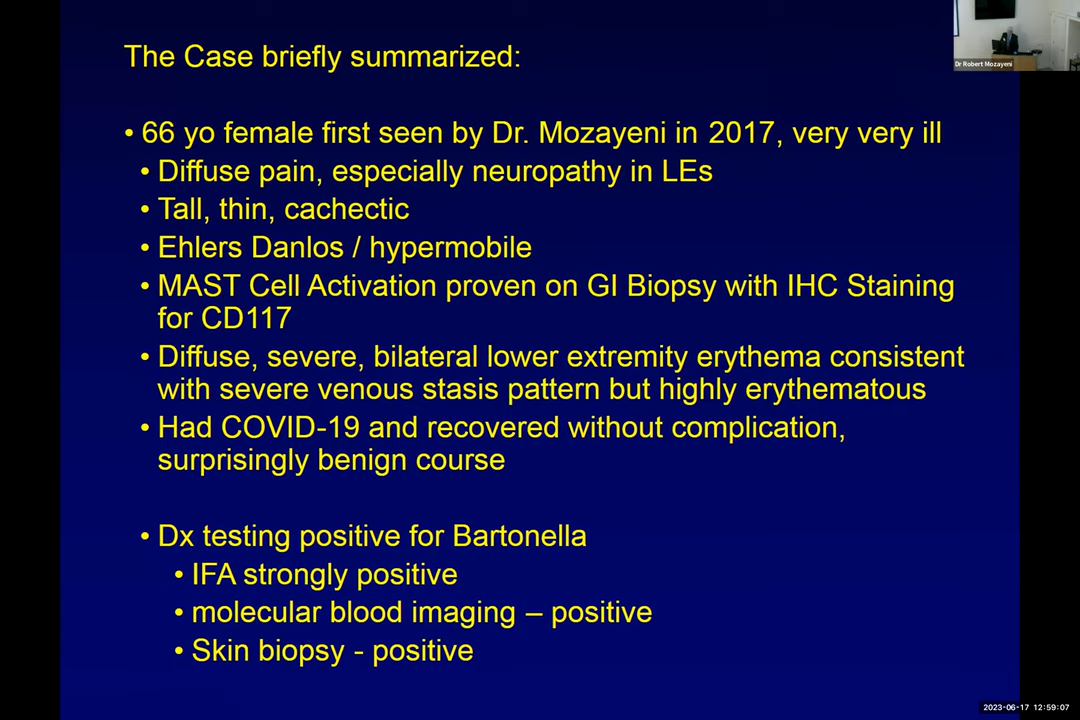 The Case briefly summarized:
• 66 yo female first seen by Dr. Mozayeni in 2017, very very ill
• Diffuse pain, especially neuropathy in LEs
• Tall, thin, cachectic
• Ehlers Danlos / hypermobile
• MAST Cell Activation proven on GI Biopsy with IHC Staining
for CD117
• Diffuse, severe, bilateral lower extremity erythema consistent
with severe venous stasis pattern but highly erythematous
• Had COVID-19 and recovered without complication,
surprisingly benign course
• Dx testing positive for Bartonella
• IFA strongly positive
• molecular blood imaging – positive
• Skin biopsy - positive
Dr Robert Mozayeni
2023-06-17 12:59:07